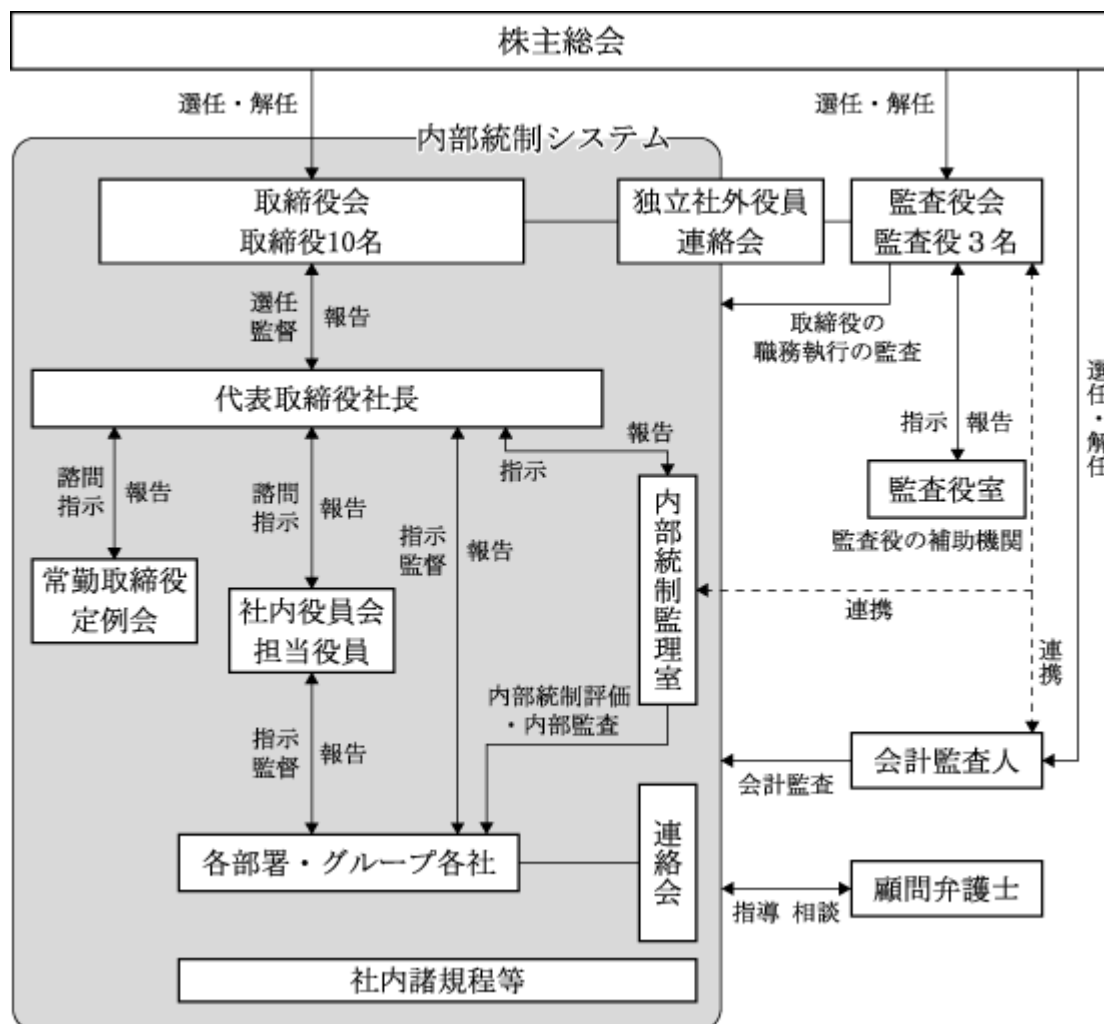 株主総会
選任・解任
選任・解任
内部統制システム
取締役会
取締役10名
独立社外役員
連絡会
監査役会
監査役3名
選任
監督
報告
取締役の
職務執行の監査
選任・解任
代表取締役社長
報告
指示
指示
報告
諮問
指示
報告
諮問
指示
報告
指示
監督
報告
内部統制監理室
監査役室
監査役の補助機関
常勤取締役
定例会
社内役員会
担当役員
連携
連携
内部統制評価
・内部監査
指示
監督
報告
会計監査人
会計監査
各部署・グループ各社
連絡会
顧問弁護士
指導 相談
社内諸規程等